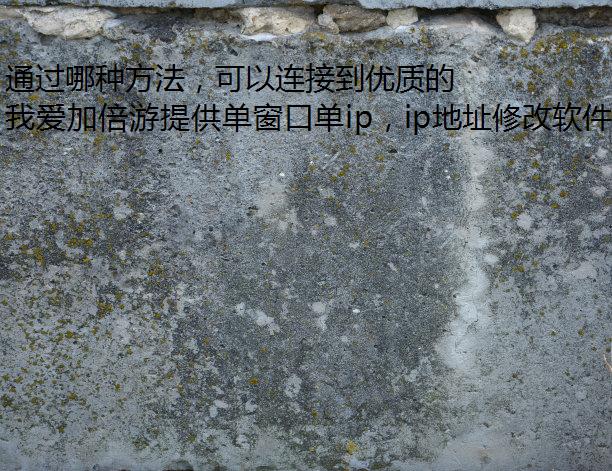 通过哪种方法，可以连接到优质的
我爱加倍游提供单窗口单ip，ip地址修改软件